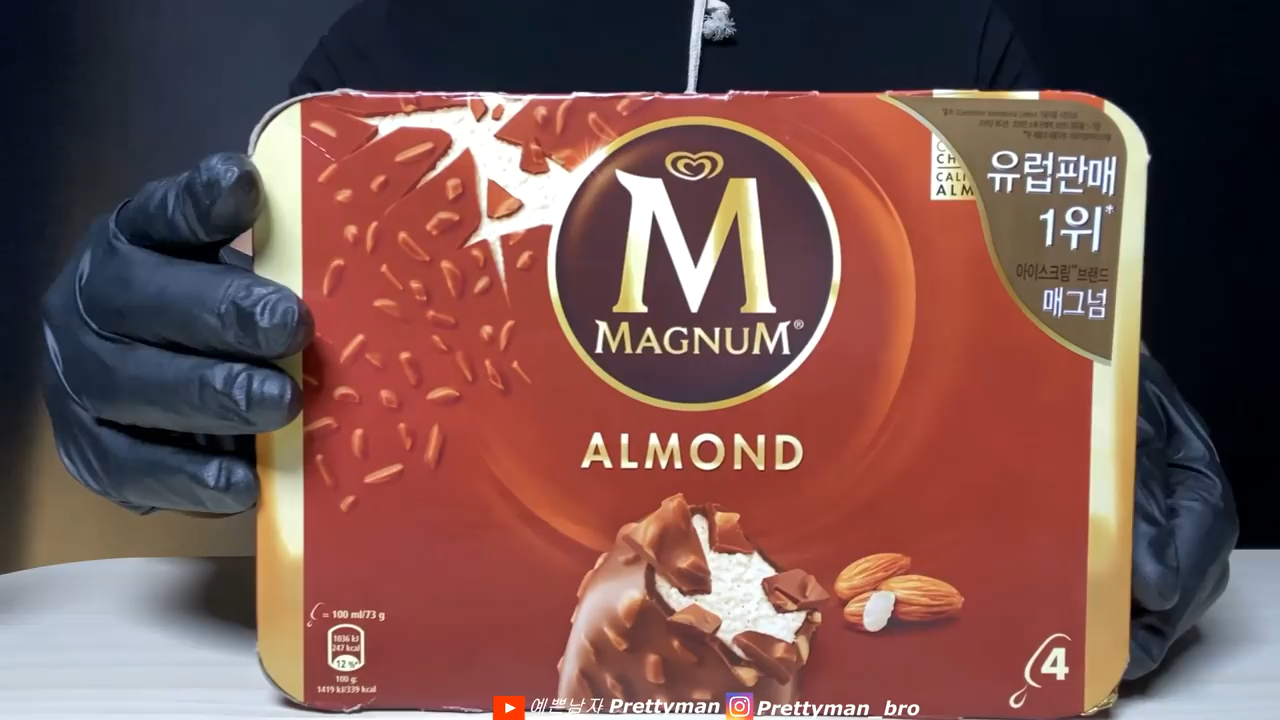 C
CH
CALI
ALM
유럽판매
1위*
아이스크림**브랜드
매그넘
M
MAGNUM®
ALMOND
= 100 ml/73 g
1036 kJ
247 kcal
12 %*
100 g:
1419 kJ/339 kcal
4
예쁜남자 Prettyman
Prettyman_bro